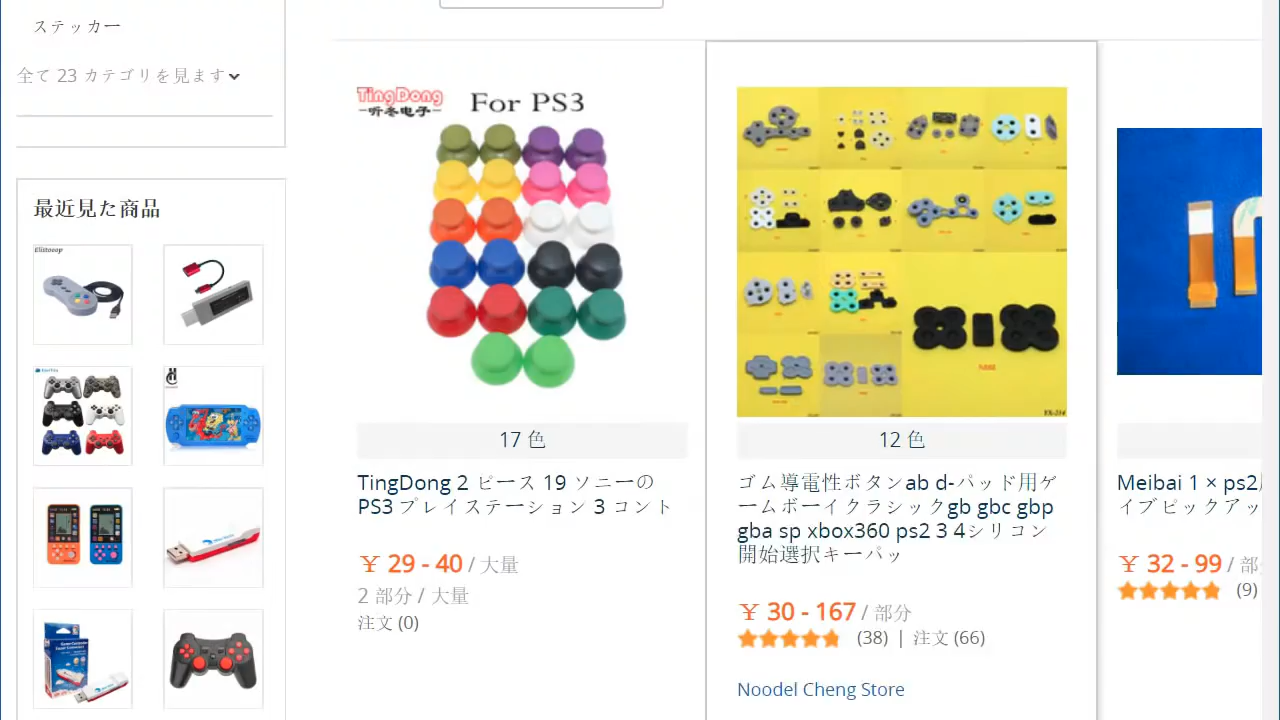 ステッカー
全て 23 カテゴリを見ます
最近見た商品
Elistooop
TingDong
听冬电子
For PS3
17 色
TingDong 2 ピース 19 ソニーの
PS3 プレイステーション 3 コント
¥ 29 - 40 / 大量
2 部分 / 大量
注文 (0)
YX-214
12 色
ゴム導電性ボタンab d-パッド用ゲ
ームボーイクラシックgb gbc gbp
gba sp xbox360 ps2 3 4シリコン
開始選択キーパッ
¥ 30 - 167 / 部分
(38) | 注文 (66)
Noodel Cheng Store
Meibai 1 × ps2
イブピックアッ
¥ 32 - 99 / 部
(9)